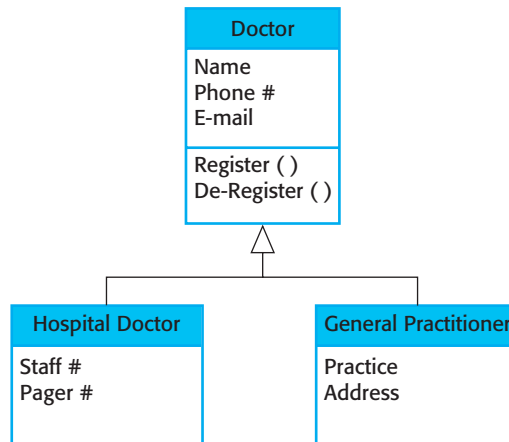 Doctor
Name
Phone #
E-mail
Register ( )
De-Register ( )
Hospital Doctor
Staff #
Pager #
General Practitioner
Practice
Address